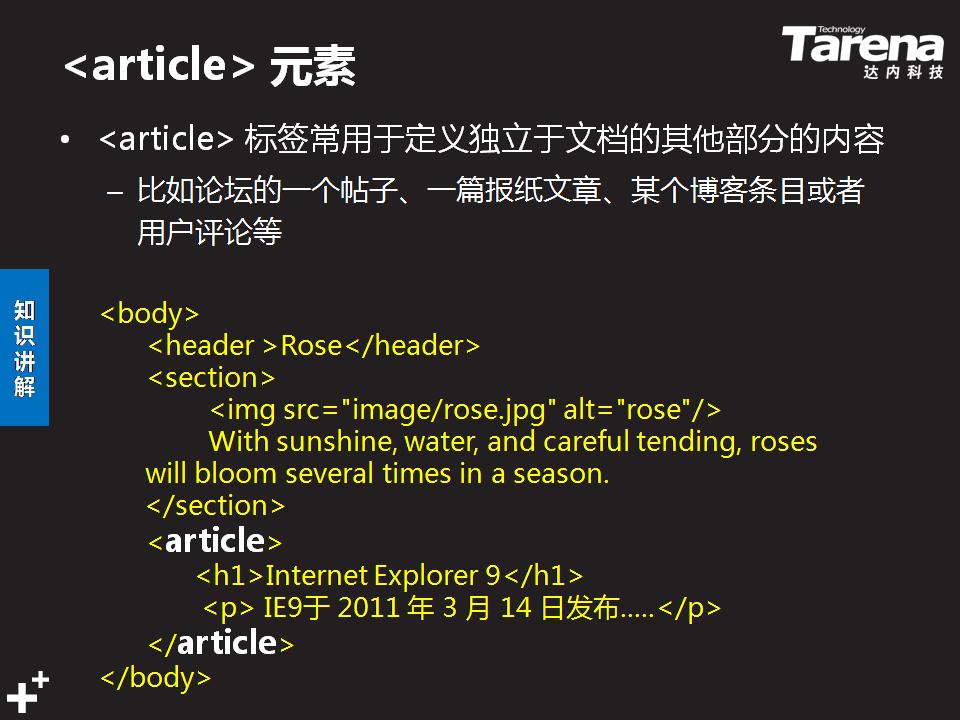 <article> 元素
Technology
Tarena
达内科技
• <article> 标签常用于定义独立于文档的其他部分的内容
– 比如论坛的一个帖子、一篇报纸文章、某个博客条目或者
用户评论等
知识讲解
<body>
<header >Rose</header>
<section>
<img src="image/rose.jpg" alt="rose"/>
With sunshine, water, and careful tending, roses
will bloom several times in a season.
</section>
<article>
<h1>Internet Explorer 9</h1>
<p> IE9于 2011 年 3 月 14 日发布.....</p>
</article>
</body>